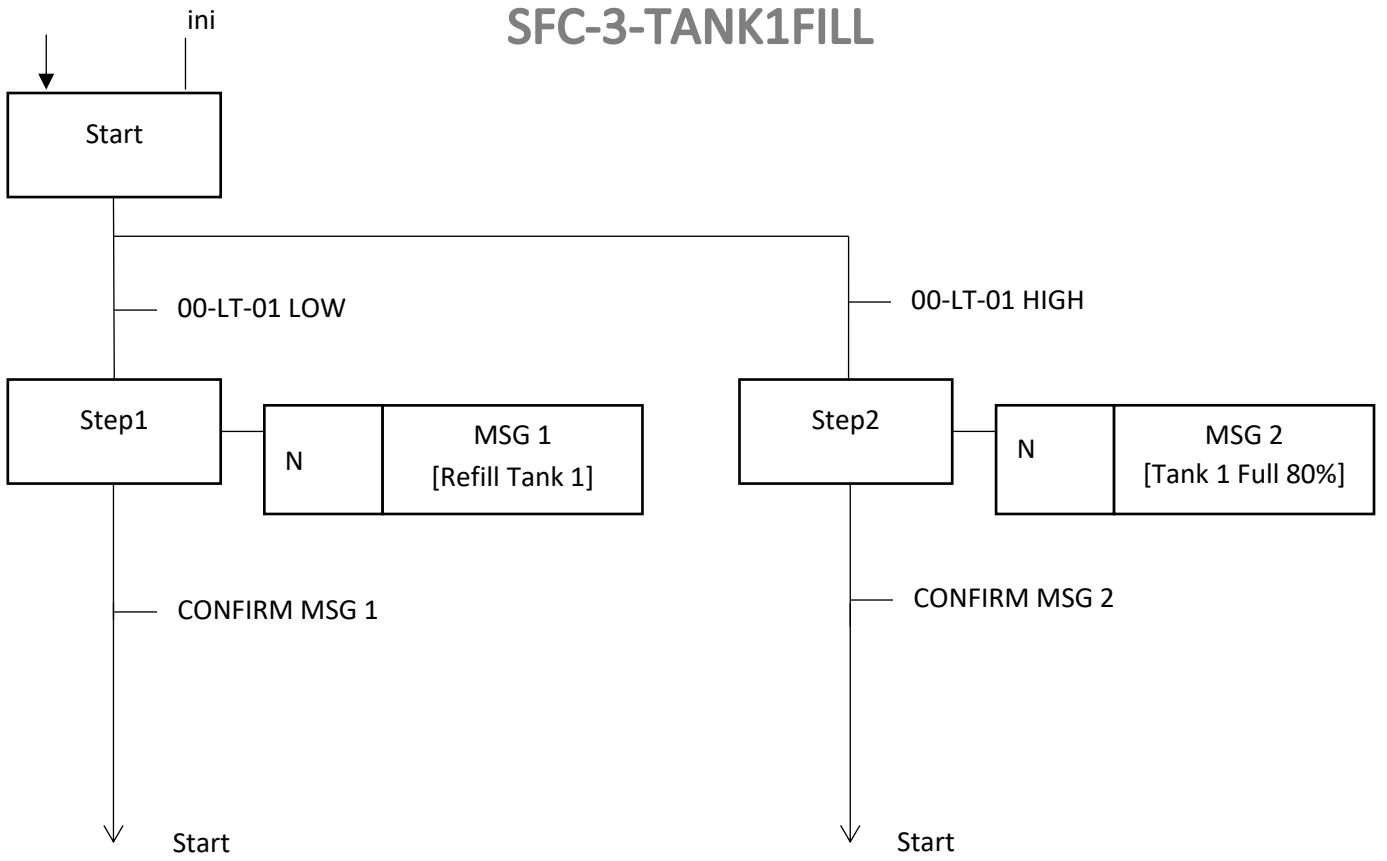 ini
SFC-3-TANK1FILL
Start
00-LT-01 LOW
00-LT-01 HIGH
Step1
N
MSG 1
[Refill Tank 1]
Step2
N
MSG 2
[Tank 1 Full 80%]
CONFIRM MSG 1
CONFIRM MSG 2
Start
Start